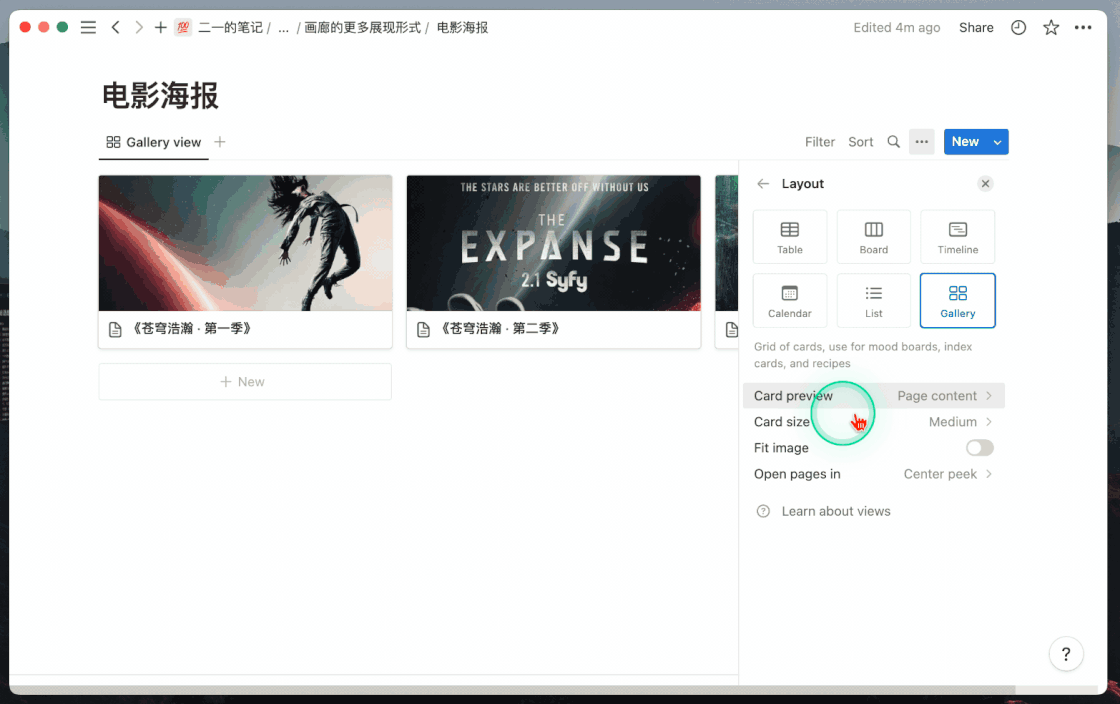 💯 二一的笔记 / ... / 画廊的更多展现形式 / 电影海报
Edited 4m ago Share
电影海报
Gallery view
Filter Sort New
THE STARS ARE BETTER OFF WITHOUT US
THE
EXPANSE
2.1 Syfy
《苍穹浩瀚 · 第一季》
《苍穹浩瀚 · 第二季》
New
Layout
Table Board Timeline
Calendar List Gallery
Grid of cards, use for mood boards, index
cards, and recipes
Card preview Page content
Card size Medium
Fit image
Open pages in Center peek
Learn about views
?